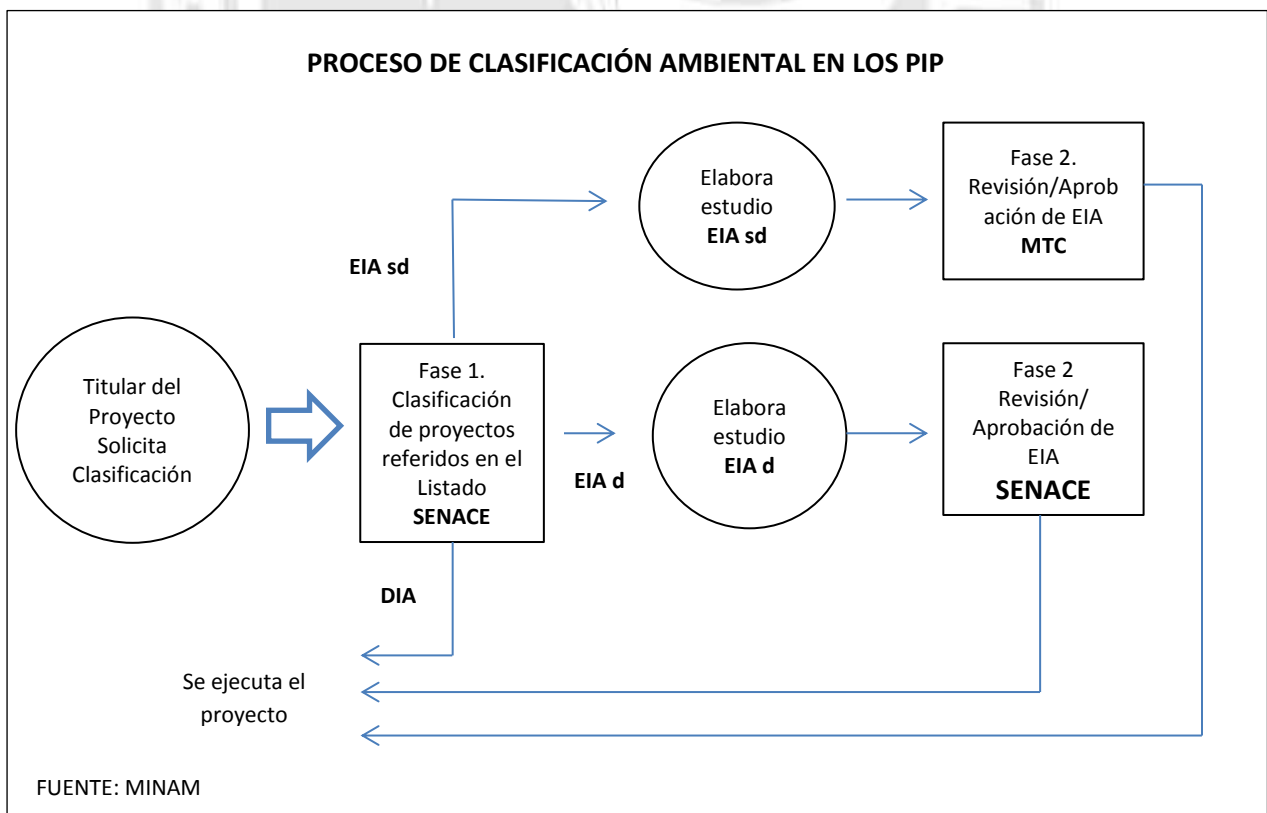 PROCESO DE CLASIFICACIÓN AMBIENTAL EN LOS PIP
Titular del
Proyecto
Solicita
Clasificación
Fase 1.
Clasificación
de proyectos
referidos en el
Listado
SENACE
EIA sd
Elabora
estudio
EIA sd
Fase 2.
Revisión/Aprob
ación de EIA
MTC
EIA d
Elabora
estudio
EIA d
Fase 2
Revisión/
Aprobación de
EIA
SENACE
DIA
Se ejecuta el
proyecto
FUENTE: MINAM